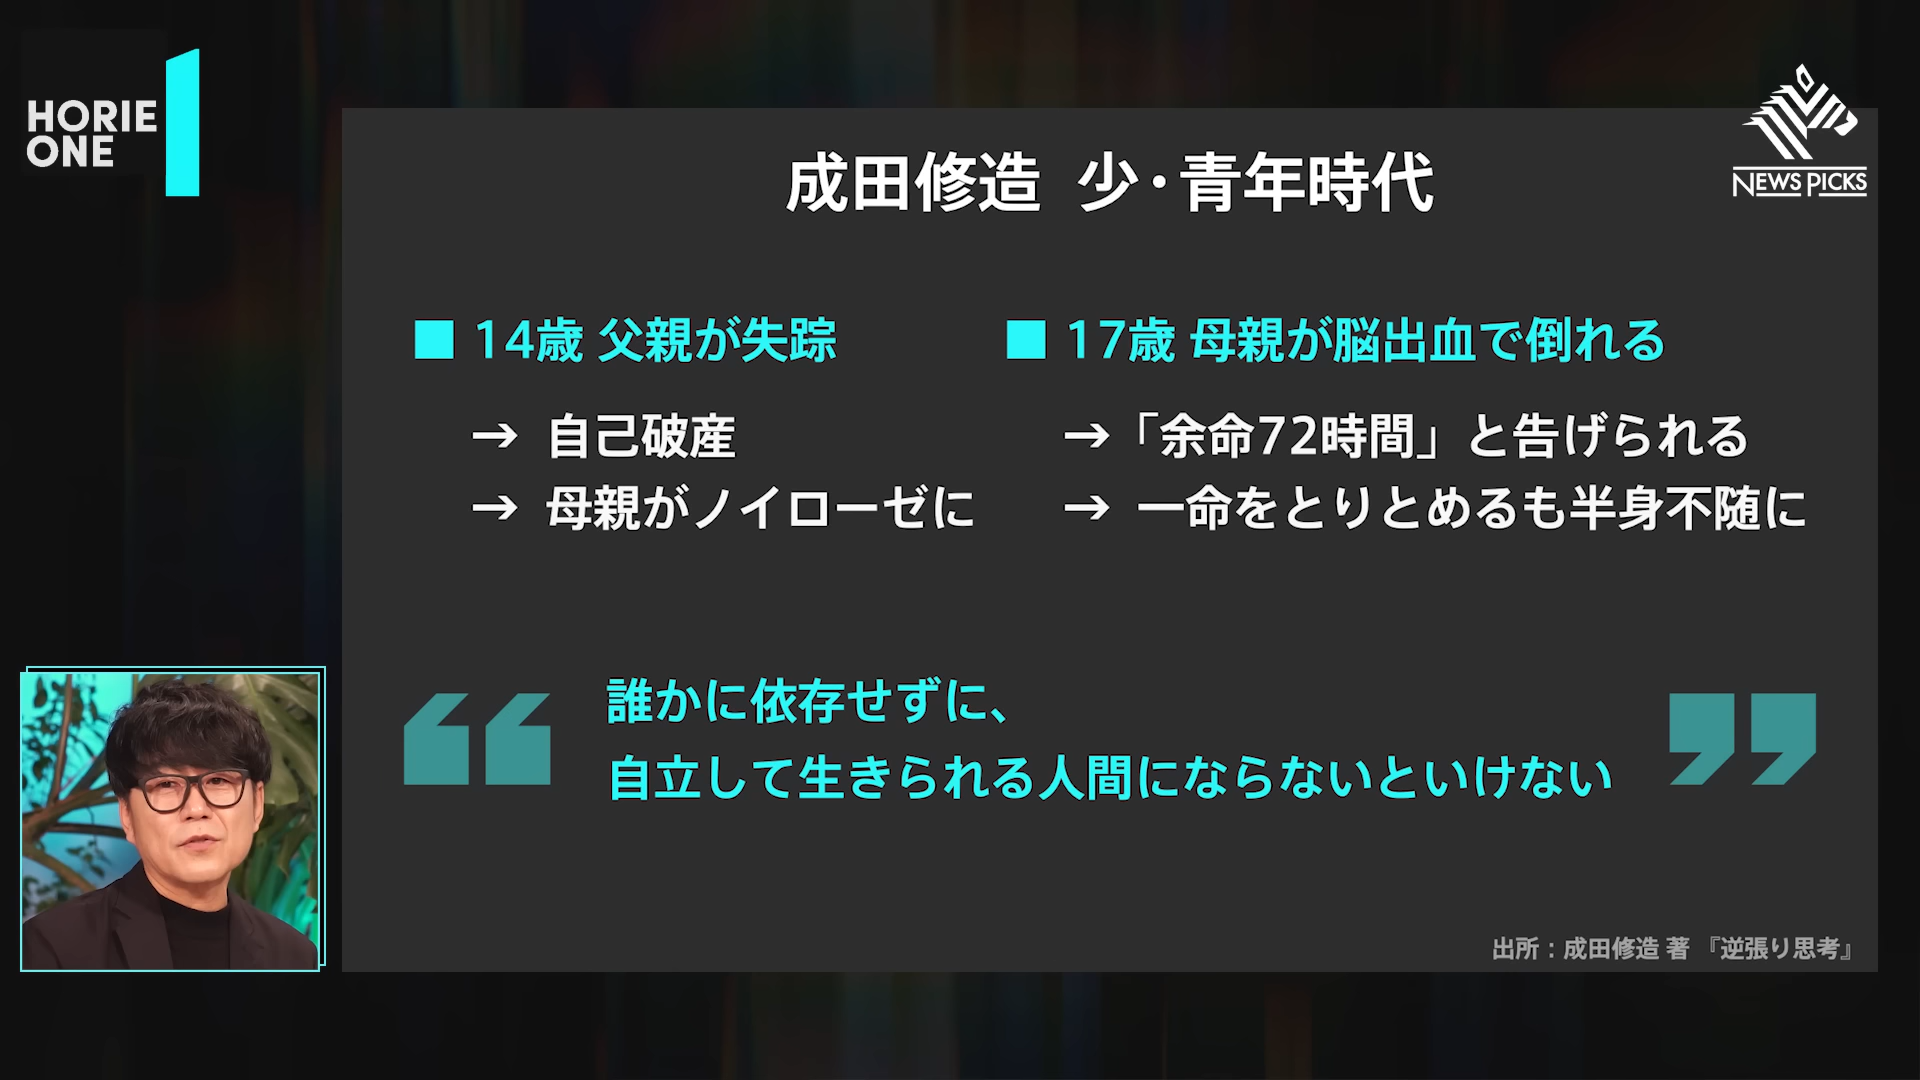 HORIE
ONE
1
NEWSPICKS
成田修造 少・青年時代
■ 14歳 父親が失踪
→ 自己破産
→ 母親がノイローゼに
■ 17歳 母親が脳出血で倒れる
→「余命72時間」と告げられる
→ 一命をとりとめるも半身不随に
“誰かに依存せずに、
自立して生きられる人間にならないといけない”
出所：成田修造 著 『逆張り思考』